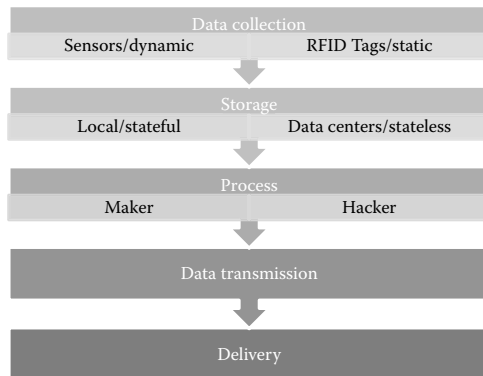 Data collection
Sensors/dynamic RFID Tags/static
Storage
Local/stateful Data centers/stateless
Process
Maker Hacker
Data transmission
Delivery